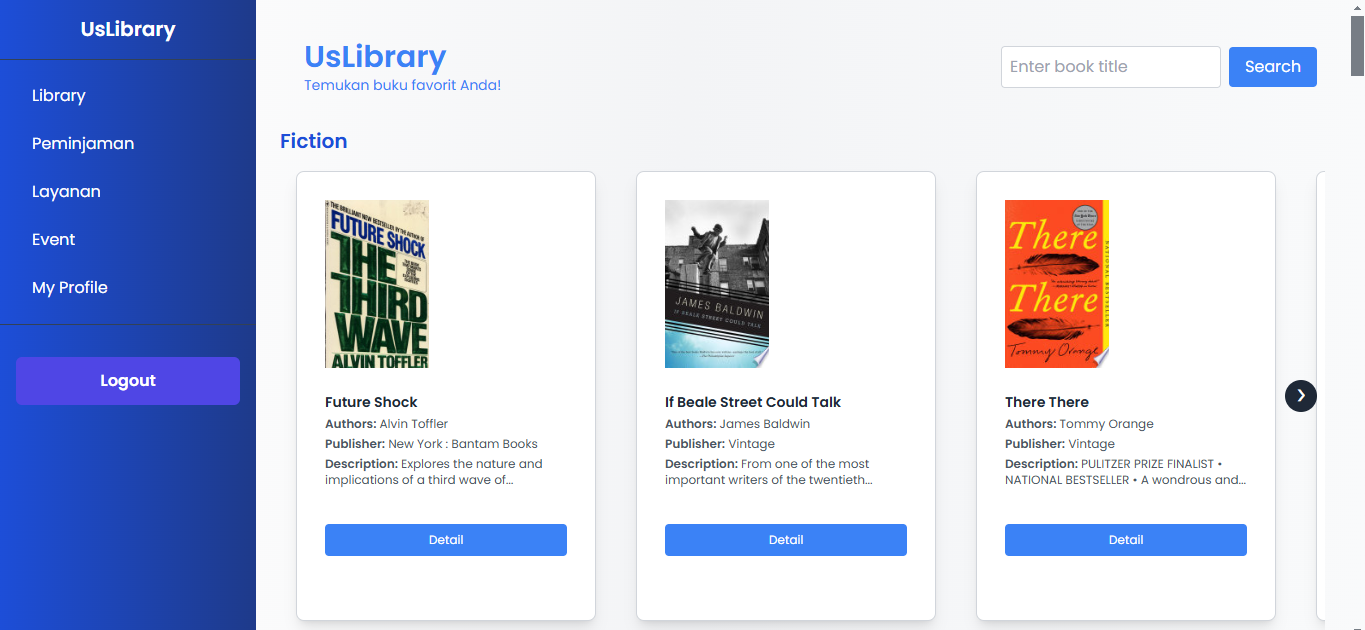 UsLibrary
Library
Peminjaman
Layanan
Event
My Profile
Logout
UsLibrary
Temukan buku favorit Anda!
Enter book title
Search
Fiction
THE BRILLIANT NEW BESTSELLER BY THE AUTHOR OF
FUTURE SHOCK
THE
THIRD
WAVE
ALVIN TOFFLER
Future Shock
Authors: Alvin Toffler
Publisher: New York : Bantam Books
Description: Explores the nature and
implications of a third wave of...
Detail
JAMES BALDWIN
IF BEALE STREET COULD TALK
If Beale Street Could Talk
Authors: James Baldwin
Publisher: Vintage
Description: From one of the most
important writers of the twentieth...
Detail
There
There
NATIONAL BESTSELLER
Tommy Orange
There There
Authors: Tommy Orange
Publisher: Vintage
Description: PULITZER PRIZE FINALIST •
NATIONAL BESTSELLER • A wondrous and...
Detail